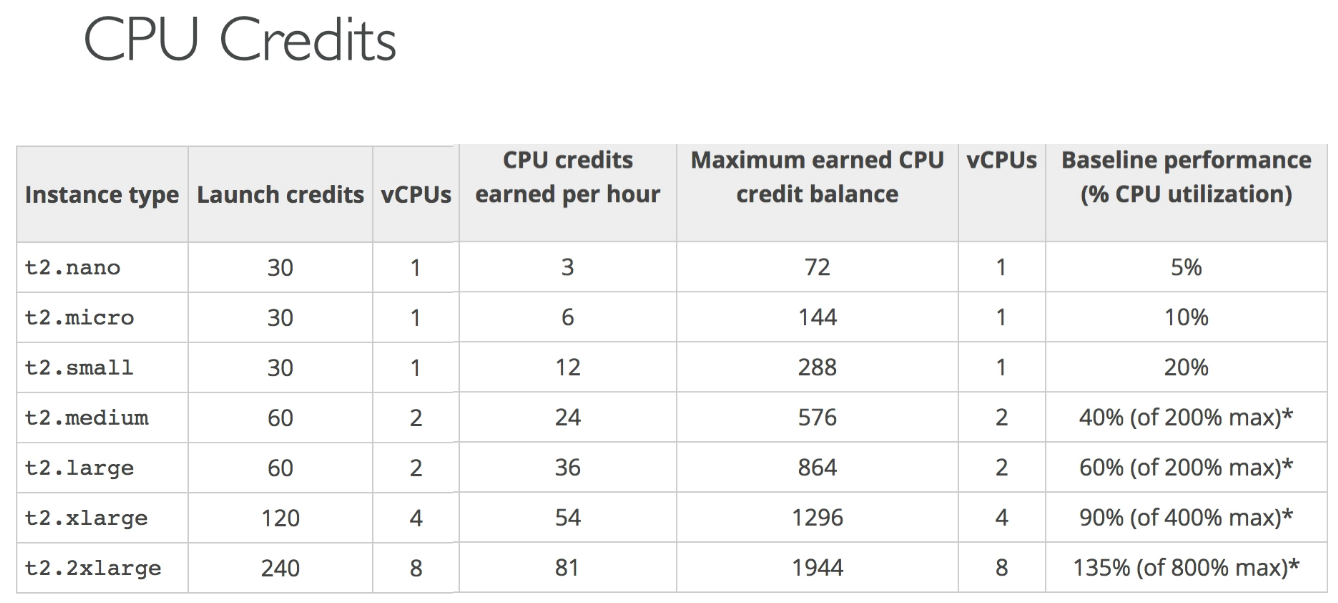 CPU Credits
Instance type Launch credits vCPUs CPU credits earned per hour Maximum earned CPU credit balance vCPUs Baseline performance (% CPU utilization)
t2.nano 30 1 3 72 1 5%
t2.micro 30 1 6 144 1 10%
t2.small 30 1 12 288 1 20%
t2.medium 60 2 24 576 2 40% (of 200% max)*
t2.large 60 2 36 864 2 60% (of 200% max)*
t2.xlarge 120 4 54 1296 4 90% (of 400% max)*
t2.2xlarge 240 8 81 1944 8 135% (of 800% max)*